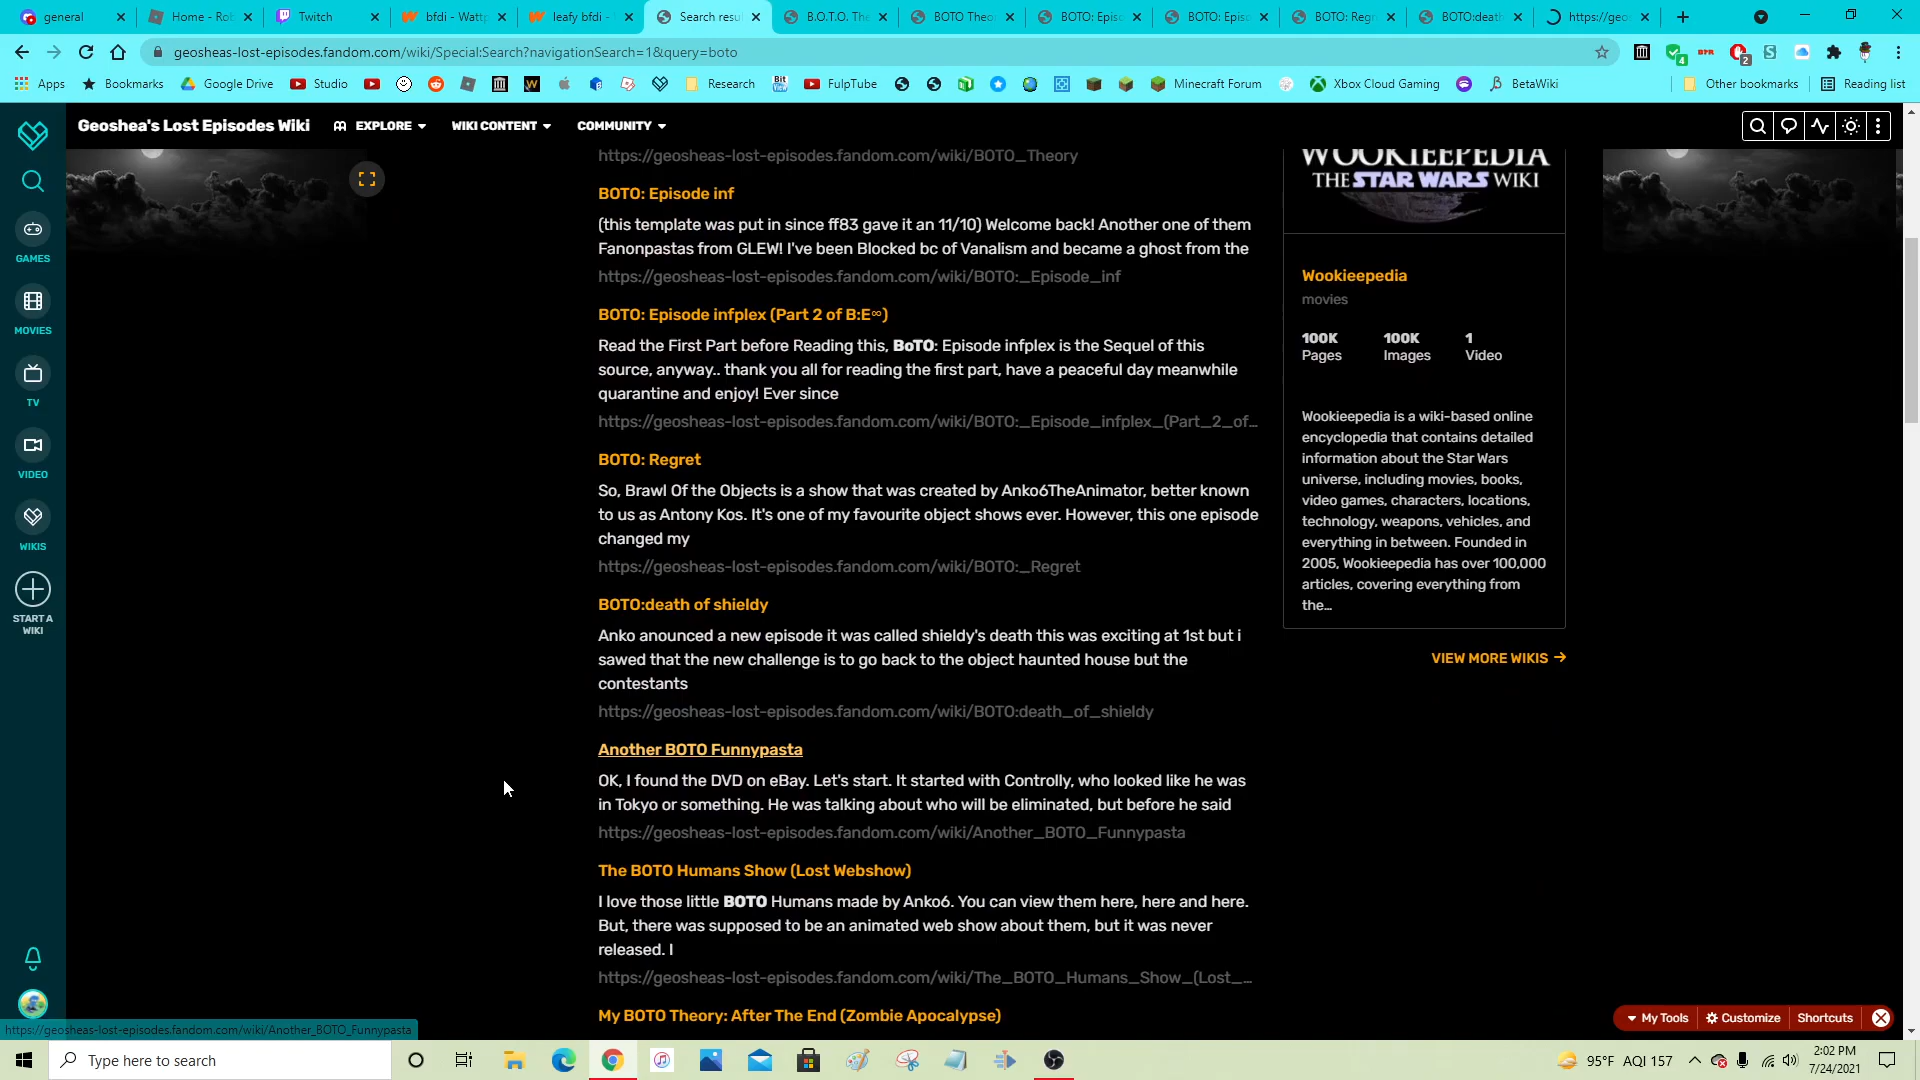 general
Home - Rob
Twitch
bfdi - Wattp
leafy bfdi -
Search resu
B.O.T.O. The
BOTO Theo
BOTO: Episo
BOTO: Episo
BOTO: Regr
BOTO:death
https://geos
geosheas-lost-episodes.fandom.com/wiki/Special:Search?navigationSearch=1&query=boto
Apps
Bookmarks
Google Drive
Studio
Research
FulpTube
Minecraft Forum
Xbox Cloud Gaming
BetaWiki
Other bookmarks
Reading list
Geoshea's Lost Episodes Wiki
EXPLORE
WIKI CONTENT
COMMUNITY
GAMES
MOVIES
TV
VIDEO
WIKIS
START A
WIKI
https://geosheas-lost-episodes.fandom.com/wiki/BOTO_Theory
BOTO: Episode inf
(this template was put in since ff83 gave it an 11/10) Welcome back! Another one of them
Fanonpastas from GLEW! I've been Blocked bc of Vanalism and became a ghost from the
https://geosheas-lost-episodes.fandom.com/wiki/BOTO:_Episode_inf
BOTO: Episode infplex (Part 2 of B:E∞)
Read the First Part before Reading this, BoTO: Episode infplex is the Sequel of this
source, anyway.. thank you all for reading the first part, have a peaceful day meanwhile
quarantine and enjoy! Ever since
https://geosheas-lost-episodes.fandom.com/wiki/BOTO:_Episode_infplex_(Part_2_of...
BOTO: Regret
So, Brawl Of the Objects is a show that was created by Anko6TheAnimator, better known
to us as Antony Kos. It's one of my favourite object shows ever. However, this one episode
changed my
https://geosheas-lost-episodes.fandom.com/wiki/BOTO:_Regret
BOTO:death of shieldy
Anko anounced a new episode it was called shieldy's death this was exciting at 1st but i
sawed that the new challenge is to go back to the object haunted house but the
contestants
https://geosheas-lost-episodes.fandom.com/wiki/BOTO:death_of_shieldy
Another BOTO Funnypasta
OK, I found the DVD on eBay. Let's start. It started with Controlly, who looked like he was
in Tokyo or something. He was talking about who will be eliminated, but before he said
https://geosheas-lost-episodes.fandom.com/wiki/Another_BOTO_Funnypasta
The BOTO Humans Show (Lost Webshow)
I love those little BOTO Humans made by Anko6. You can view them here, here and here.
But, there was supposed to be an animated web show about them, but it was never
released. I
https://geosheas-lost-episodes.fandom.com/wiki/The_BOTO_Humans_Show_(Lost_...
My BOTO Theory: After The End (Zombie Apocalypse)
WOOKIEEPEDIA
THE STAR WARS WIKI
Wookieepedia
movies
100K
Pages
100K
Images
1
Video
Wookieepedia is a wiki-based online
encyclopedia that contains detailed
information about the Star Wars
universe, including movies, books,
video games, characters, locations,
technology, weapons, vehicles, and
everything in between. Founded in
2005, Wookieepedia has over 100,000
articles, covering everything from
the...
VIEW MORE WIKIS
https://geosheas-lost-episodes.fandom.com/wiki/Another_BOTO_Funnypasta
My Tools
Customize
Shortcuts
Type here to search
95°F AQI 157
2:02 PM
7/24/2021